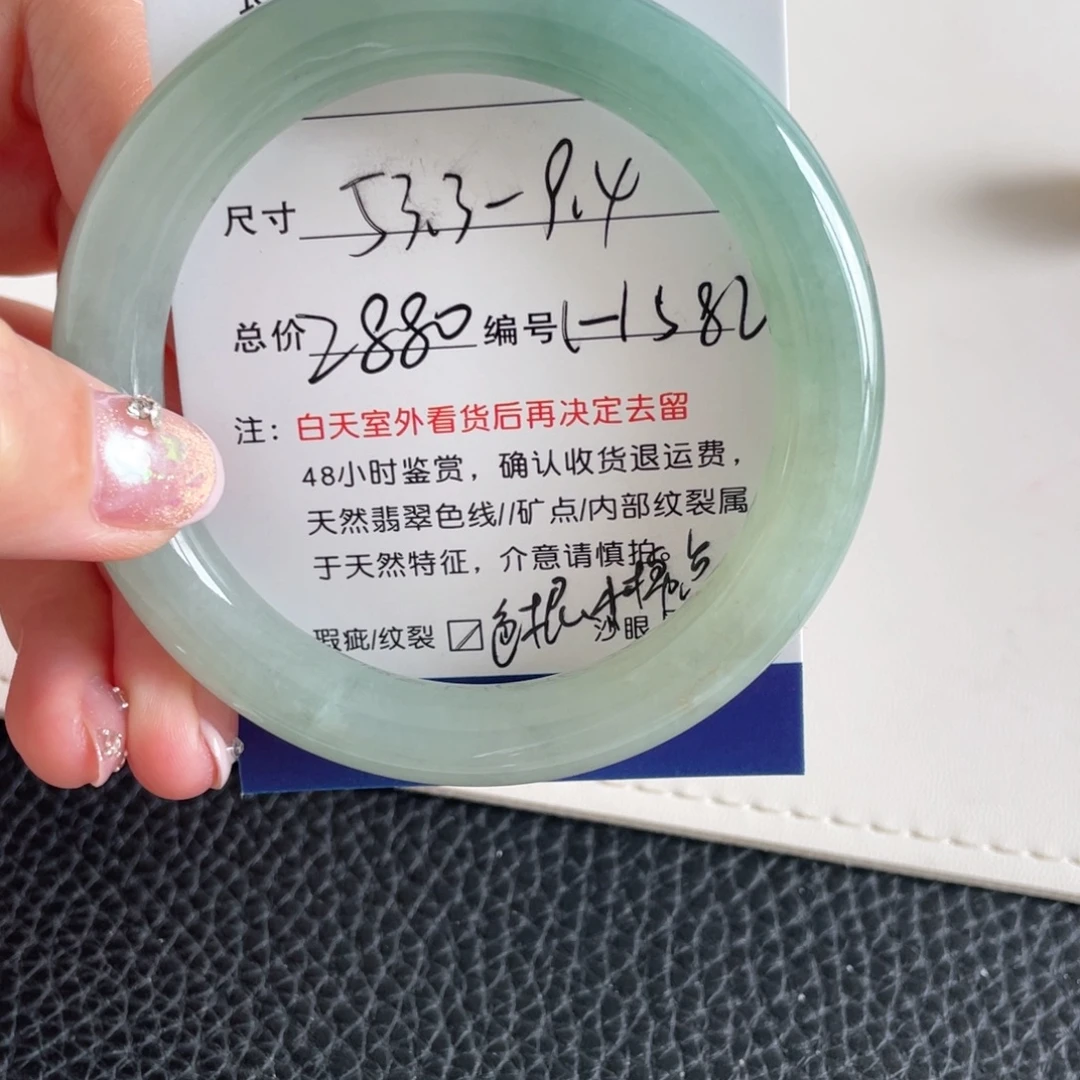 尺寸 53.3-9.4
总价 2880 编号 1-1582
注：白天室外看货后再决定去留
48小时鉴赏，确认收货退运费，
天然翡翠色线//矿点/内部纹裂属
于天然特征，介意请慎拍。
瑕疵/纹裂 色根 沙眼